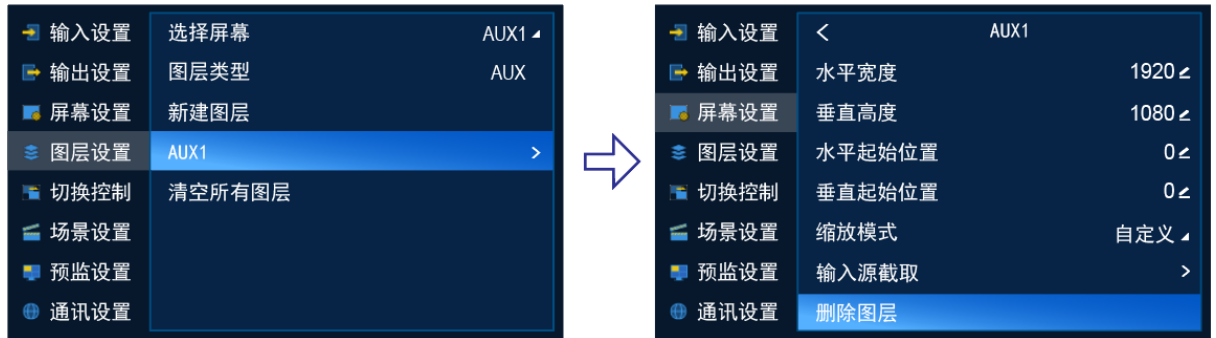 输入设置 选择屏幕 AUX1
输出设置 图层类型 AUX
屏幕设置 新建图层
图层设置 AUX1 >
切换控制 清空所有图层
场景设置
预监设置
通讯设置
输入设置 < AUX1
输出设置 水平宽度 1920
屏幕设置 垂直高度 1080
图层设置 水平起始位置 0
切换控制 垂直起始位置 0
场景设置 缩放模式 自定义
预监设置 输入源截取 >
通讯设置 删除图层